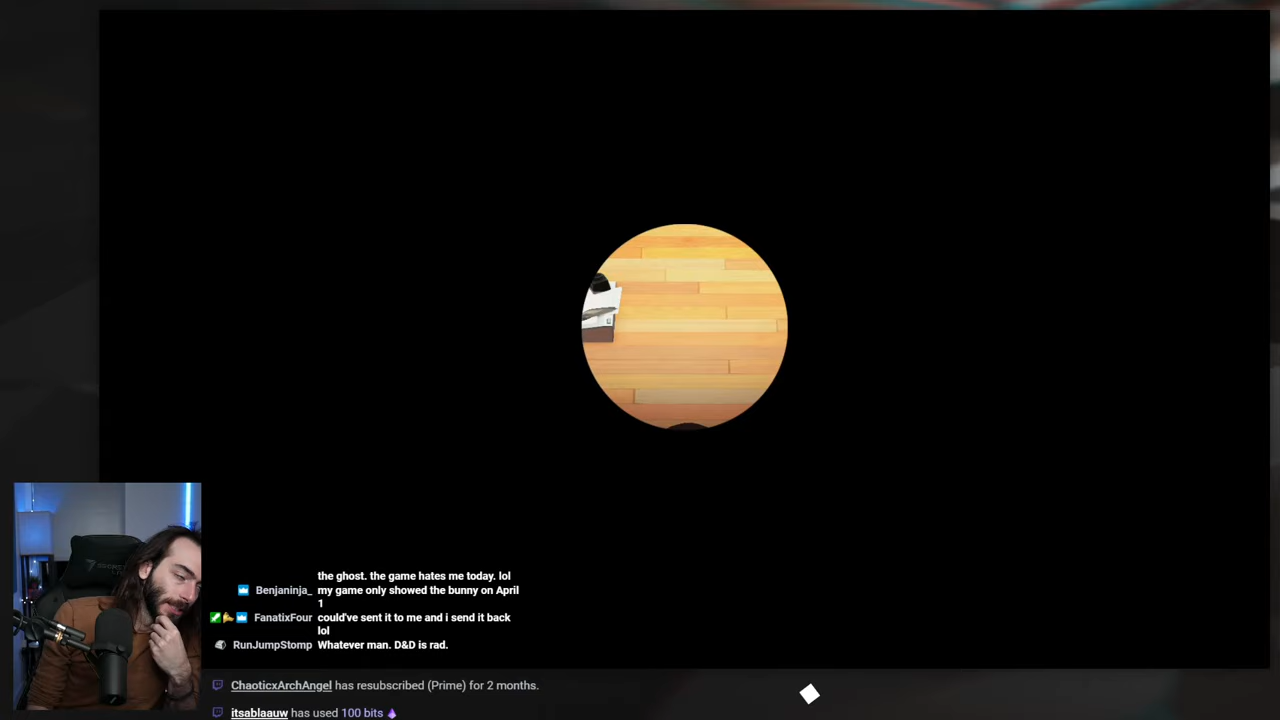 the ghost. the game hates me today. lol
Benjaninja_ my game only showed the bunny on April
1
FanatixFour could've sent it to me and i send it back
lol
RunJumpStomp Whatever man. D&D is rad.
ChaoticxArchAngel has resubscribed (Prime) for 2 months.
itsablaauw has used 100 bits